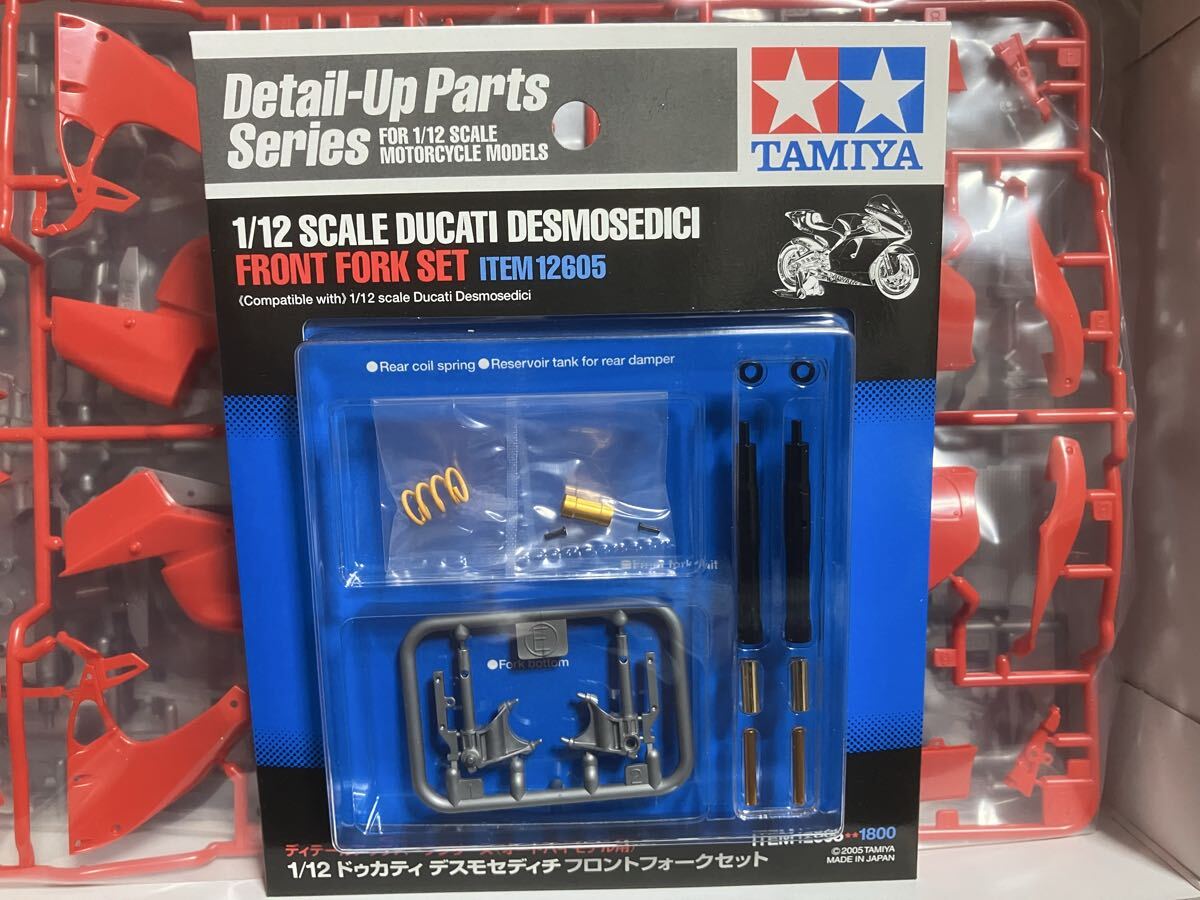 Detail-Up Parts
Series FOR 1/12 SCALE
MOTORCYCLE MODELS
TAMIYA
1/12 SCALE DUCATI DESMOSEDICI
FRONT FORK SET ITEM 12605
《Compatible with》1/12 scale Ducati Desmosedici
●Rear coil spring ●Reservoir tank for rear damper
E
●Fork bottom
1
2
**1800
©2005 TAMIYA
MADE IN JAPAN
1/12 ドゥカティ デスモセディチ フロントフォークセット